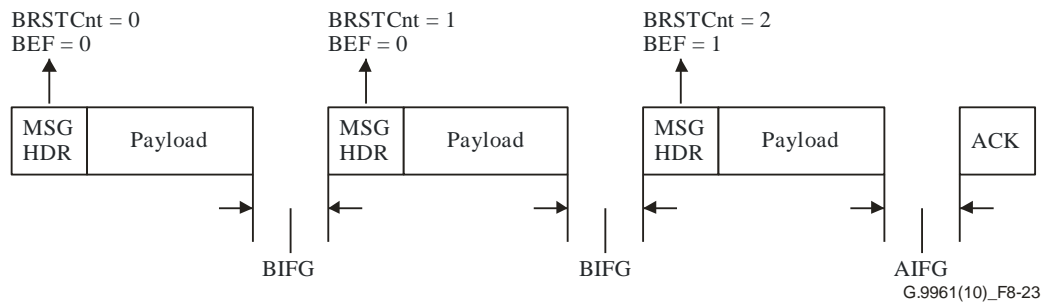 BRSTCnt = 0
BEF = 0
BRSTCnt = 1
BEF = 0
BRSTCnt = 2
BEF = 1
MSG
HDR
Payload
MSG
HDR
Payload
MSG
HDR
Payload
ACK
BIFG
BIFG
AIFG
G.9961(10)_F8-23